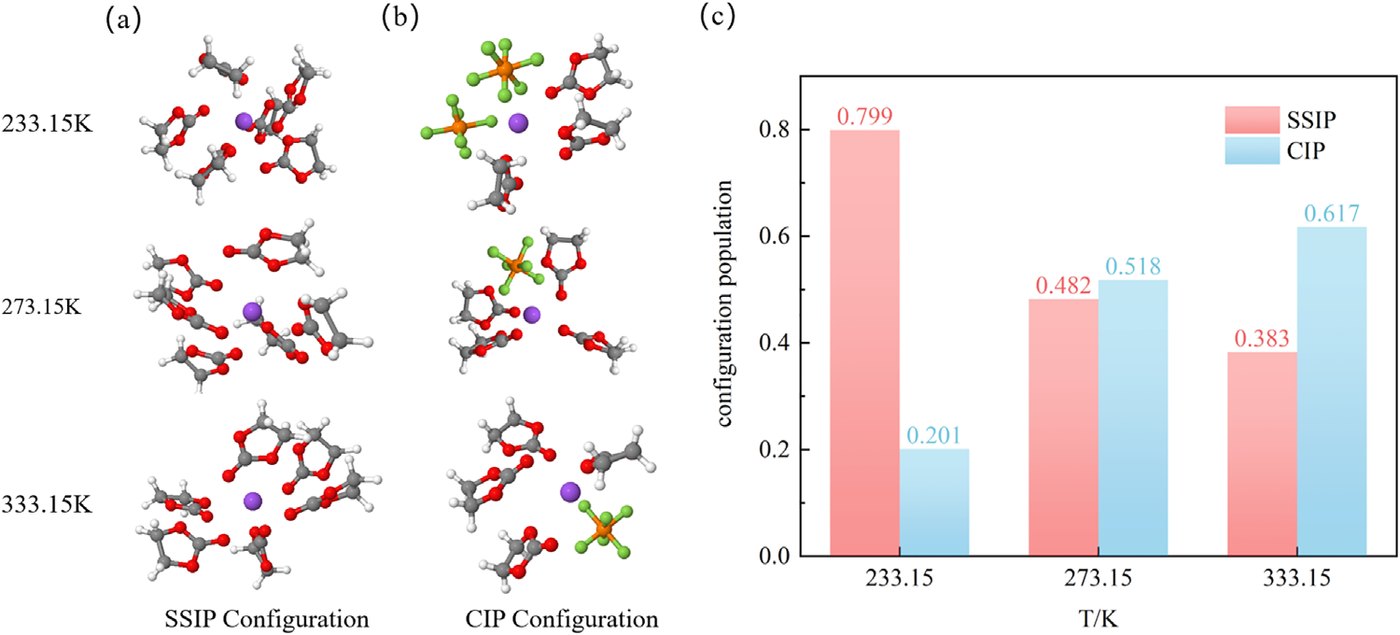 (a)
(b)
(c)
233.15K
273.15K
333.15K
SSIP Configuration
CIP Configuration
configuration population
0.8
0.6
0.4
0.2
0.0
0.799
0.201
0.482
0.518
0.383
0.617
SSIP
CIP
233.15
273.15
333.15
T/K